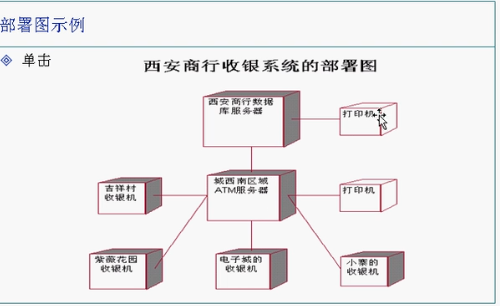 部署图示例
单击
西安商行收银系统的部署图
西安商行数据
库服务器
打印机
吉祥村
收银机
城西南区域
ATM服务器
打印机
紫薇花园
收银机
电子城的
收银机
小寨的
收银机